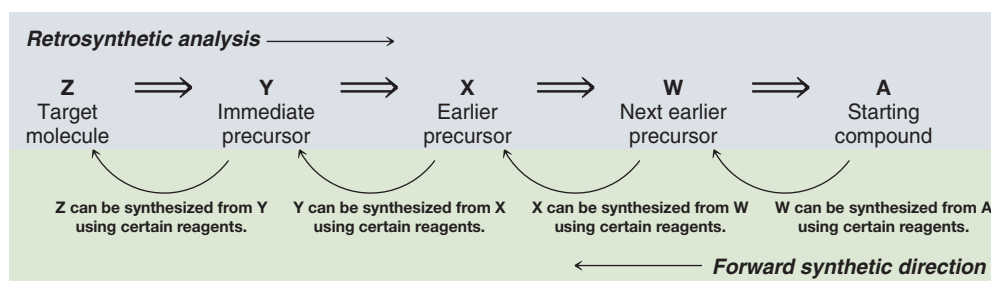 Retrosynthetic analysis
Z Y X W A
Target Immediate Earlier Next earlier Starting
molecule precursor precursor precursor compound
Z can be synthesized from Y Y can be synthesized from X X can be synthesized from W W can be synthesized from A
using certain reagents. using certain reagents. using certain reagents. using certain reagents.
Forward synthetic direction